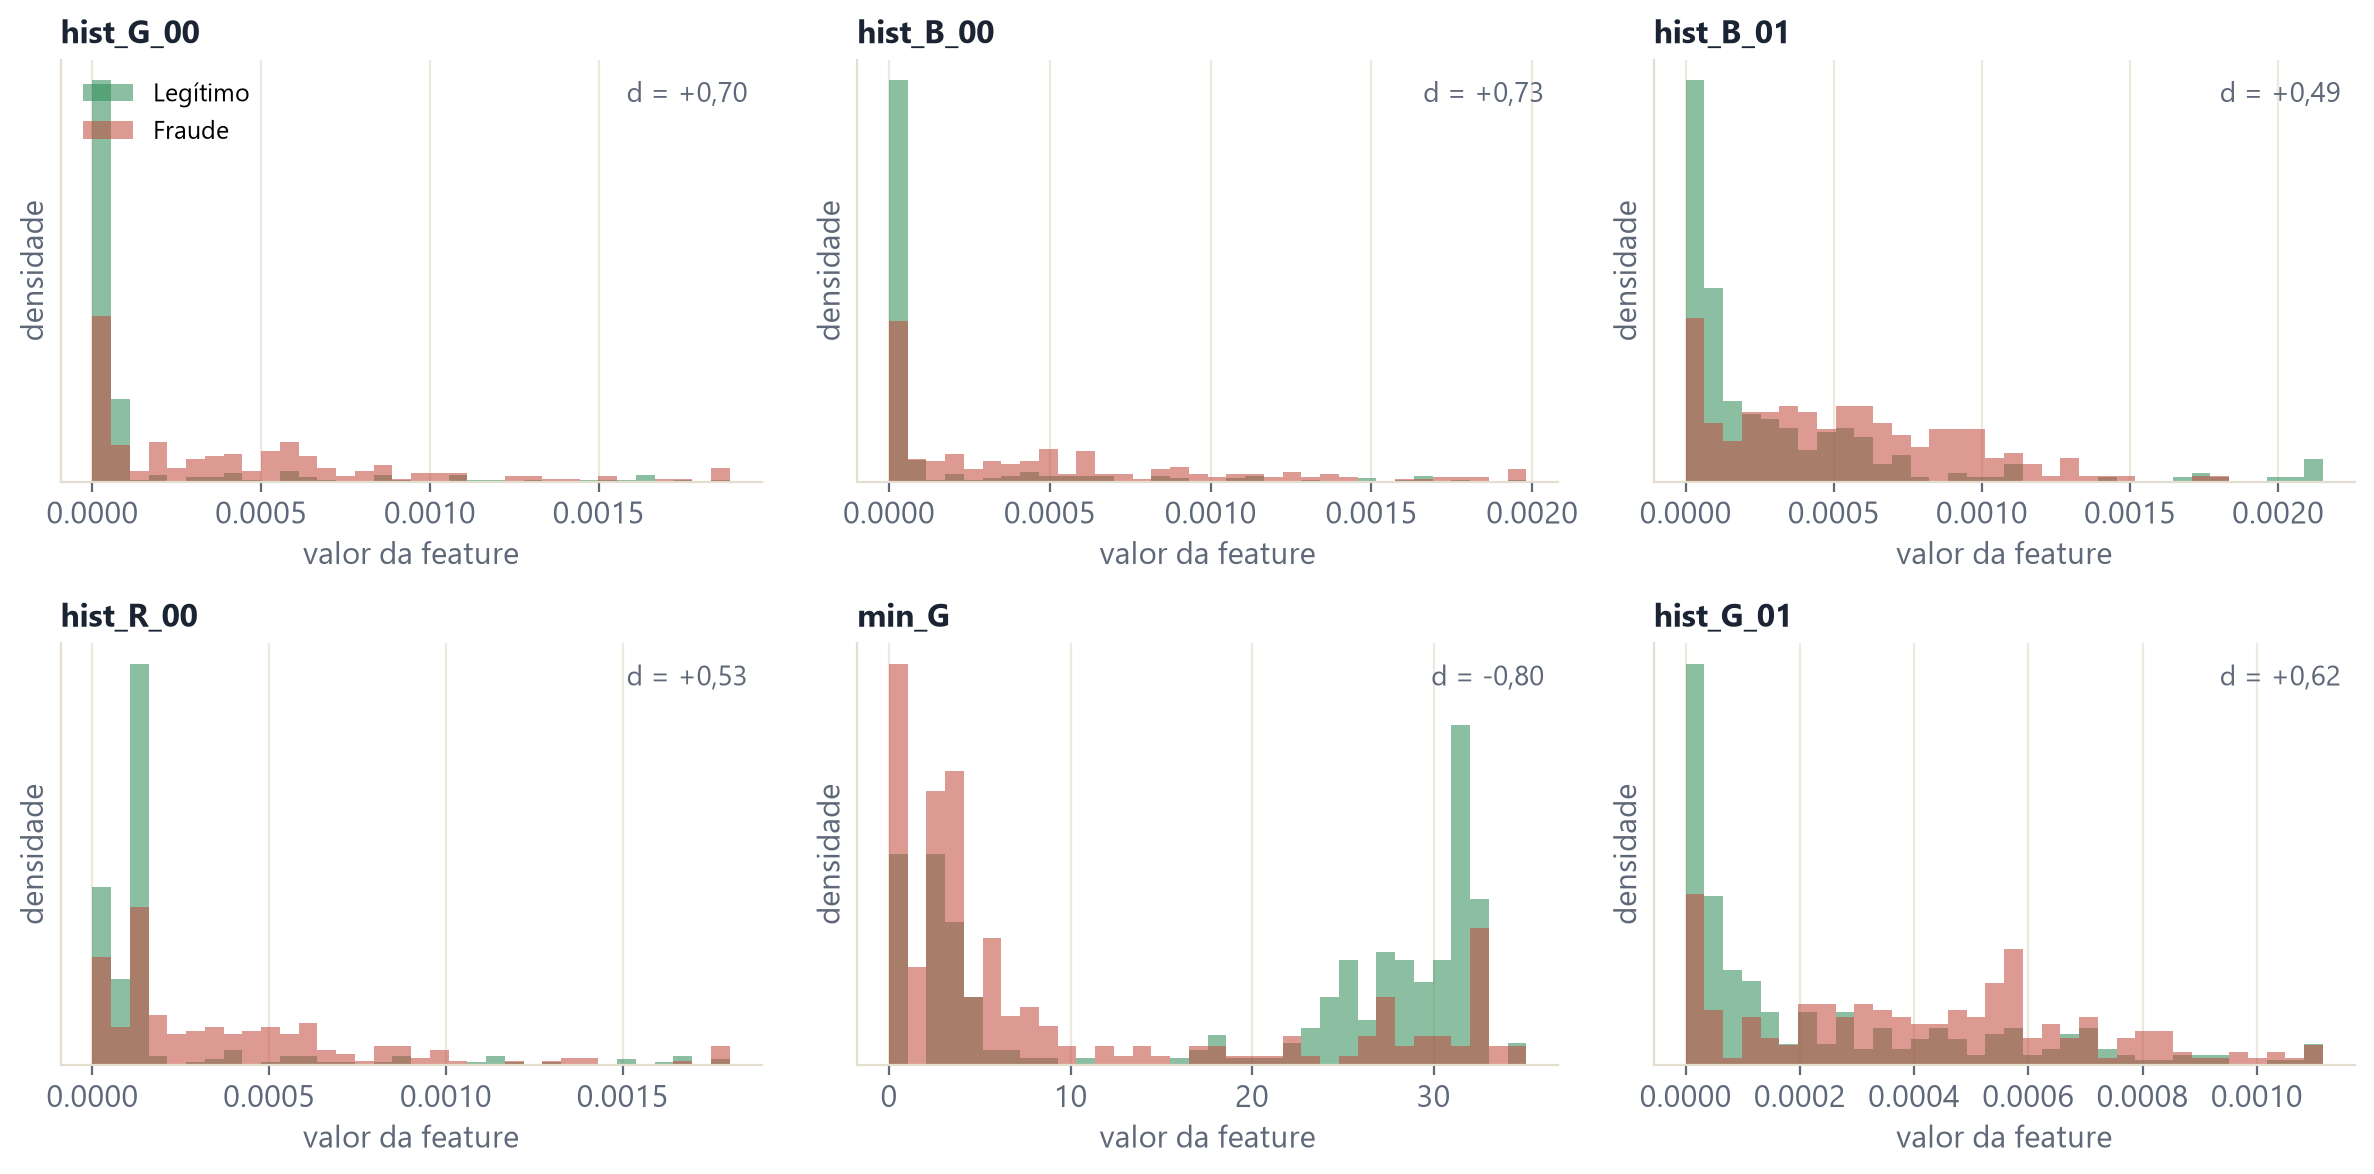 hist_G_00
Legítimo
Fraude
d = +0,70
densidade
0.0000 0.0005 0.0010 0.0015
valor da feature
hist_B_00
d = +0,73
densidade
0.0000 0.0005 0.0010 0.0015 0.0020
valor da feature
hist_B_01
d = +0,49
densidade
0.0000 0.0005 0.0010 0.0015 0.0020
valor da feature
hist_R_00
d = +0,53
densidade
0.0000 0.0005 0.0010 0.0015
valor da feature
min_G
d = -0,80
densidade
0 10 20 30
valor da feature
hist_G_01
d = +0,62
densidade
0.0000 0.0002 0.0004 0.0006 0.0008 0.0010
valor da feature